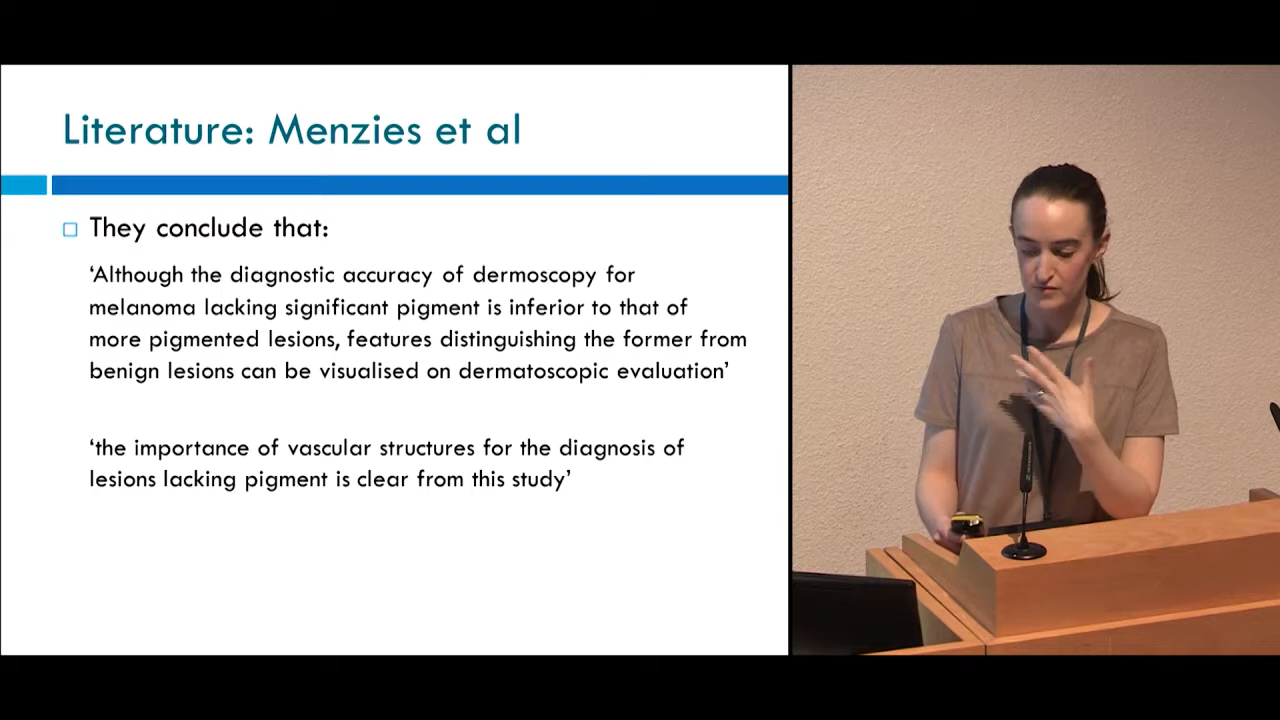 Literature: Menzies et al
They conclude that:
‘Although the diagnostic accuracy of dermoscopy for
melanoma lacking significant pigment is inferior to that of
more pigmented lesions, features distinguishing the former from
benign lesions can be visualised on dermatoscopic evaluation’
‘the importance of vascular structures for the diagnosis of
lesions lacking pigment is clear from this study’